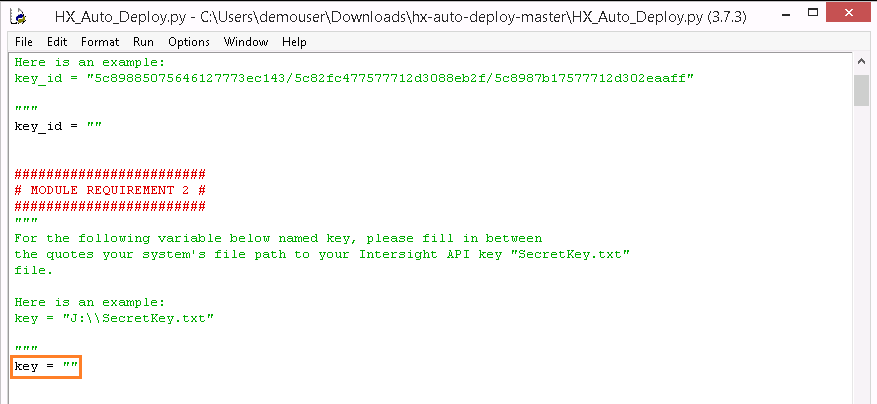 HX_Auto_Deploy.py - C:\Users\demouser\Downloads\hx-auto-deploy-master\HX_Auto_Deploy.py (3.7.3)
File Edit Format Run Options Window Help
Here is an example:
key_id = "5c89885075646127773ec143/5c82fc477577712d3088eb2f/5c8987b17577712d302eaaff"
"""
key_id = ""
########################
# MODULE REQUIREMENT 2 #
########################
"""
For the following variable below named key, please fill in between
the quotes your system's file path to your Intersight API key "SecretKey.txt"
file.
Here is an example:
key = "J:\\SecretKey.txt"
"""
key = ""